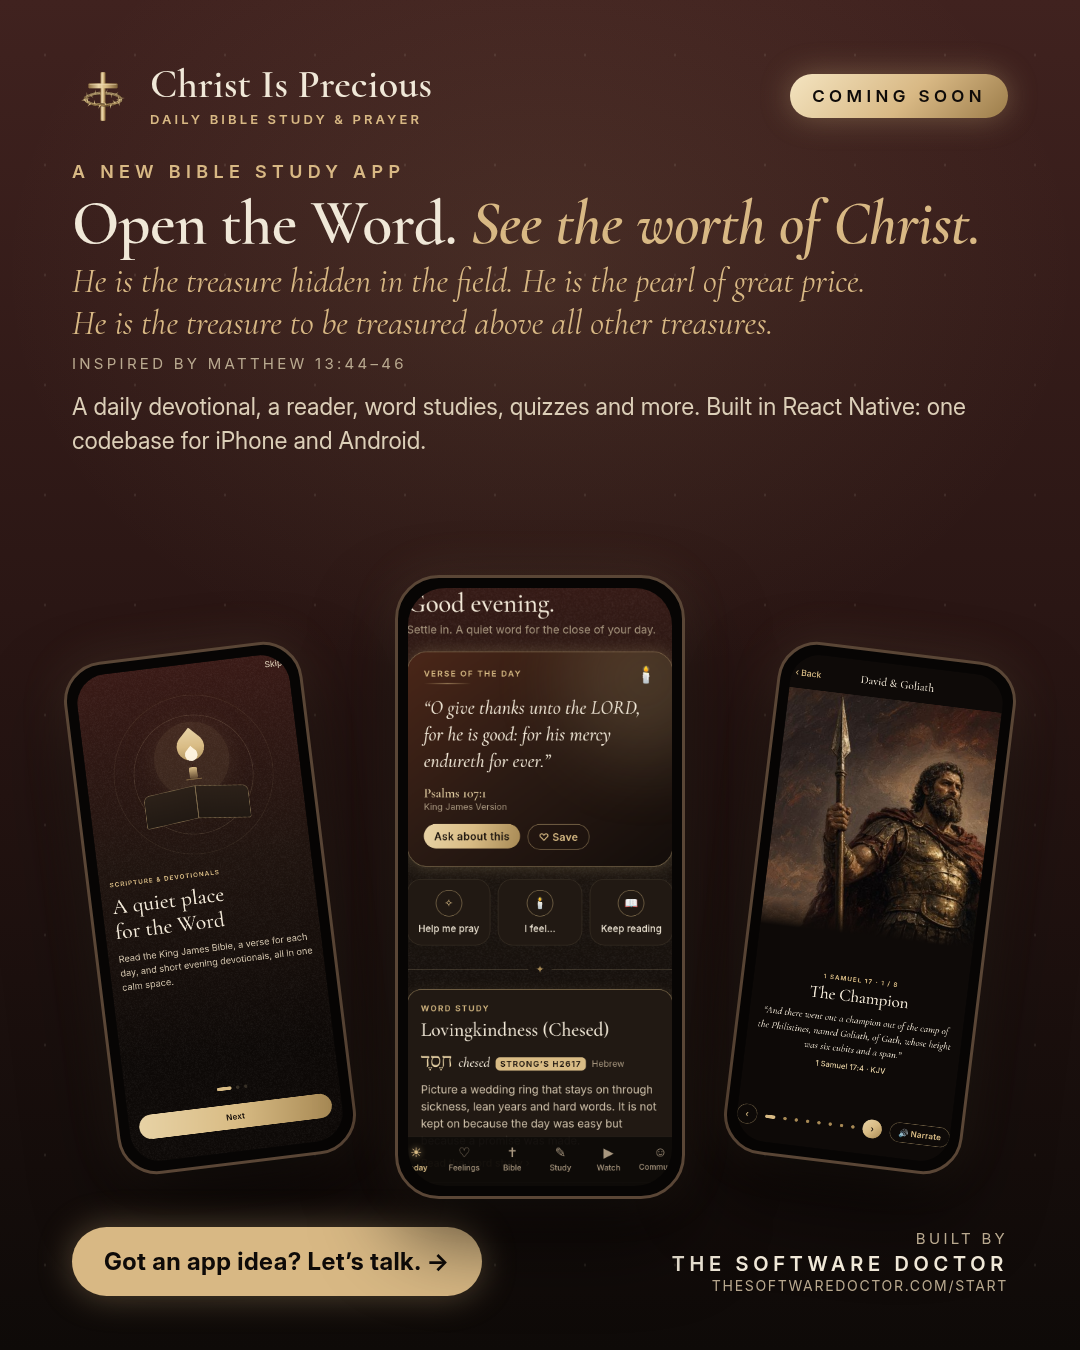 Christ Is Precious
DAILY BIBLE STUDY & PRAYER
COMING SOON
A NEW BIBLE STUDY APP
Open the Word. See the worth of Christ.
He is the treasure hidden in the field. He is the pearl of great price.
He is the treasure to be treasured above all other treasures.
INSPIRED BY MATTHEW 13:44–46
A daily devotional, a reader, word studies, quizzes and more. Built in React Native: one
codebase for iPhone and Android.
Skip
SCRIPTURE & DEVOTIONALS
A quiet place
for the Word
Read the King James Bible, a verse for each
day, and short evening devotionals, all in one
calm space.
Next
Good evening.
Settle in. A quiet word for the close of your day.
VERSE OF THE DAY
“O give thanks unto the LORD,
for he is good: for his mercy
endureth for ever.”
Psalms 107:1
King James Version
Ask about this
♡ Save
Help me pray
I feel...
Keep reading
WORD STUDY
Lovingkindness (Chesed)
חֶסֶד chesed STRONG'S H2617 Hebrew
Picture a wedding ring that stays on through
sickness, lean years and hard words. It is not
kept on because the day was easy but
day
Feelings
Bible
Study
Watch
Commu
‹ Back
David & Goliath
1 SAMUEL 17 · 1 / 8
The Champion
“And there went out a champion out of the camp of
the Philistines, named Goliath, of Gath, whose height
was six cubits and a span.”
1 Samuel 17:4 · KJV
‹
›
Narrate
Got an app idea? Let’s talk. →
BUILT BY
THE SOFTWARE DOCTOR
THESOFTWAREDOCTOR.COM/START